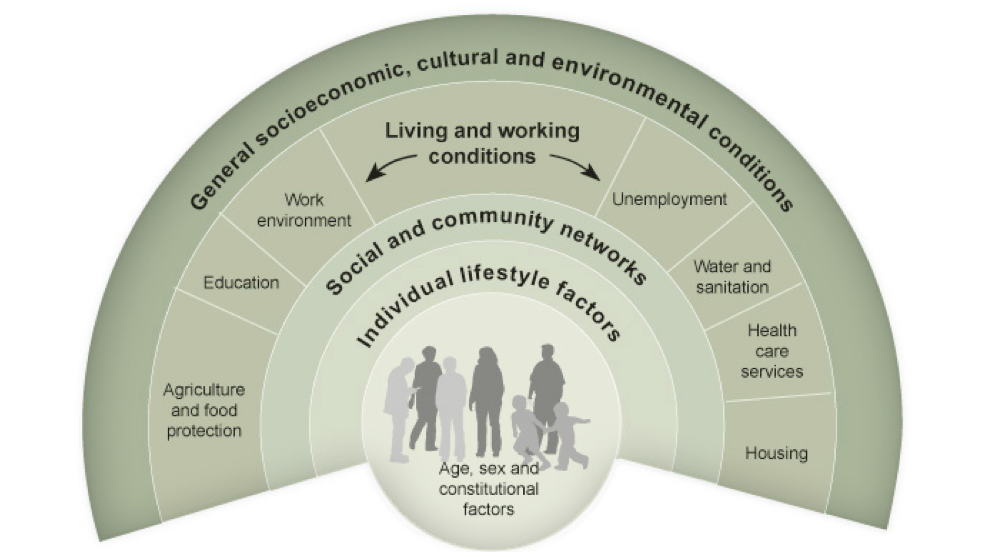 General socioeconomic, cultural and environmental conditions
Living and working
conditions
Work
environment
Unemployment
Social and community networks
Education
Water and
sanitation
Individual lifestyle factors
Health
care
services
Agriculture
and food
protection
Housing
Age, sex and
constitutional
factors